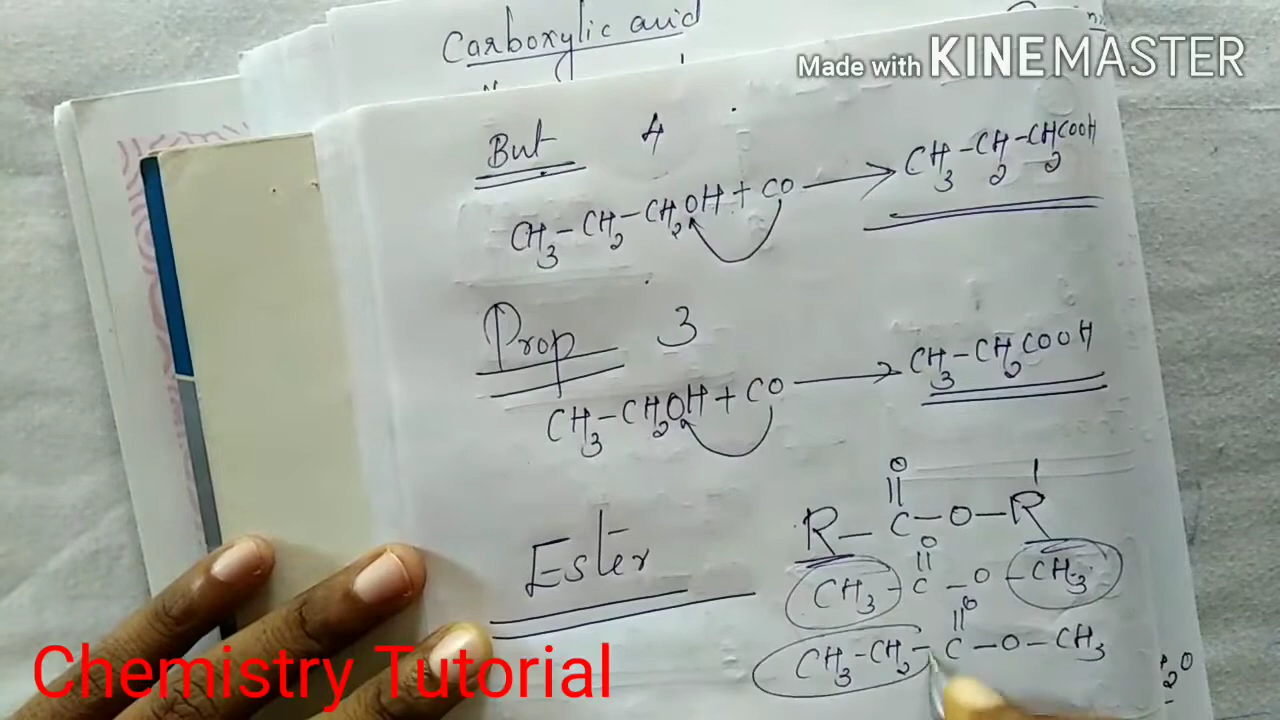 Carboxylic acid
Made with KINEMASTER
But 4
CH3-CH2-CH2OH + CO → CH3-CH2-CH2COOH
Prop 3
CH3-CH2OH + CO → CH3-CH2COOH
Ester
O
||
R-C-O-R'
O
||
CH3-C-O-CH3
O
||
CH3-CH2-C-O-CH3
2O
Chemistry Tutorial